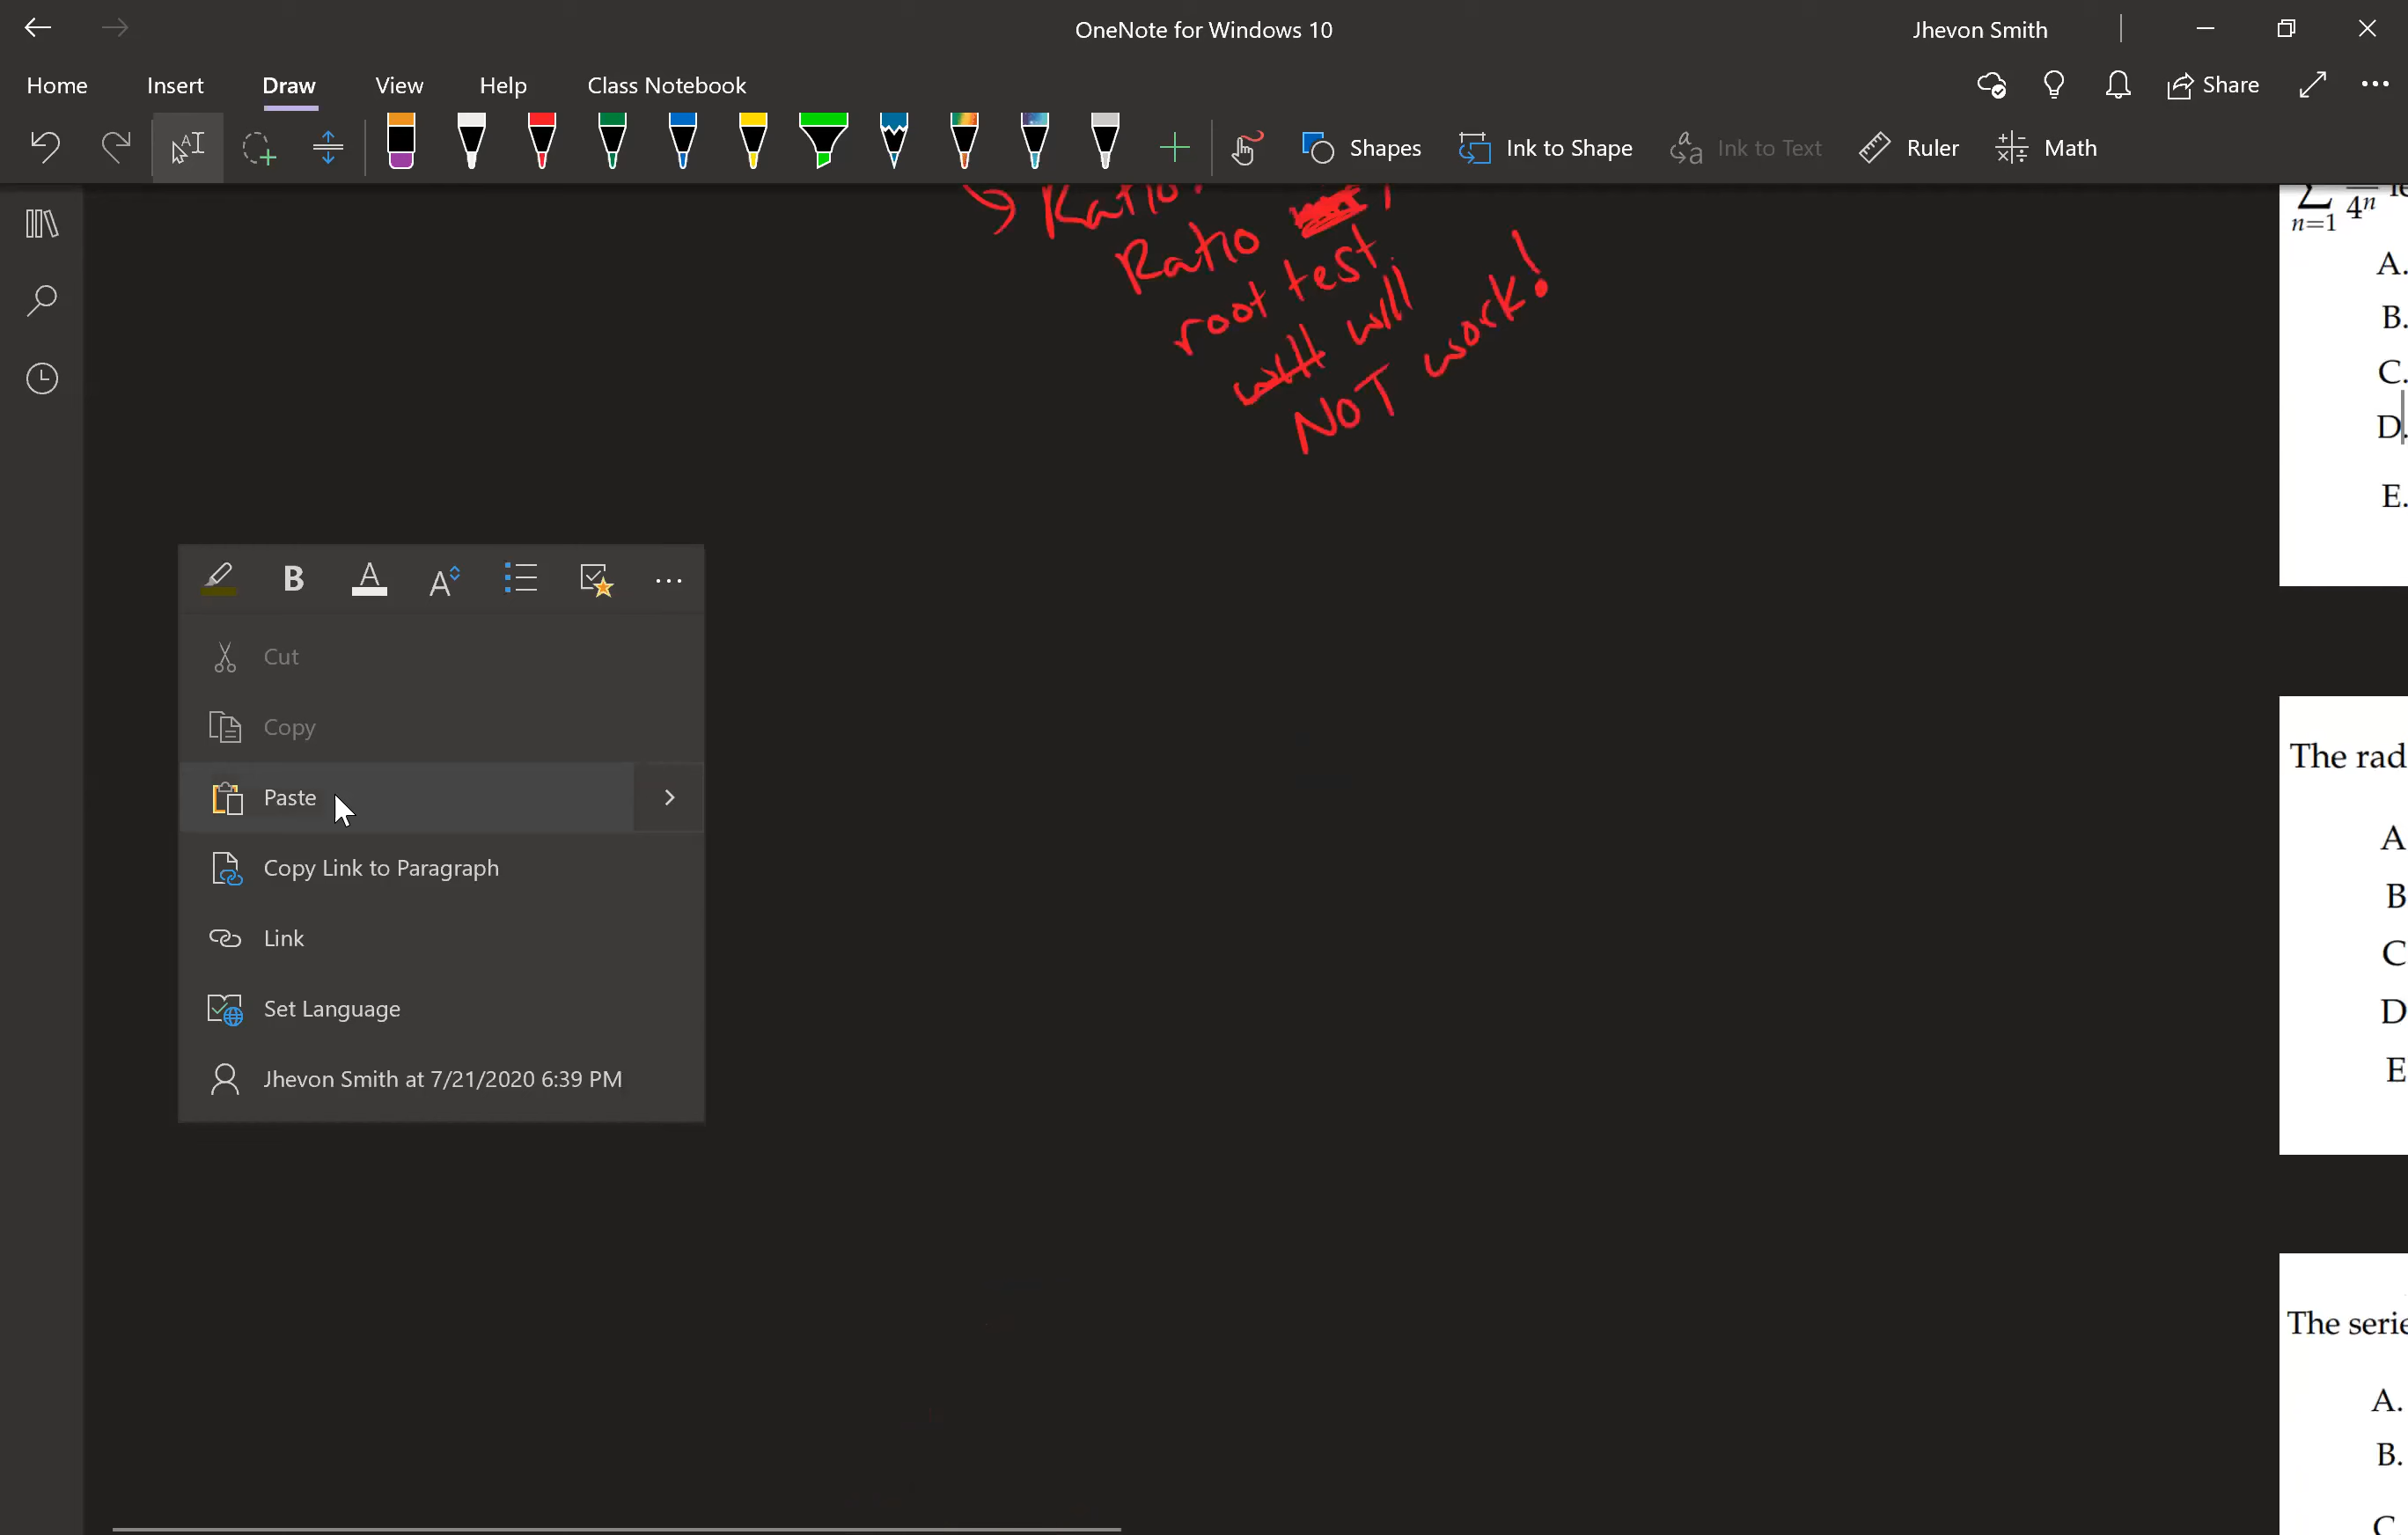 OneNote for Windows 10
Jhevon Smith
Home
Insert
Draw
View
Help
Class Notebook
Share
Shapes
Ink to Shape
Ink to Text
Ruler
Math
Ratio
root test.
will
NOT work!
n=1
4ⁿ
A.
B.
C.
D.
E.
B
A
A
Cut
Copy
Paste
Copy Link to Paragraph
Link
Set Language
Jhevon Smith at 7/21/2020 6:39 PM
The rad
A
B
C
D
E
The serie
A.
B.